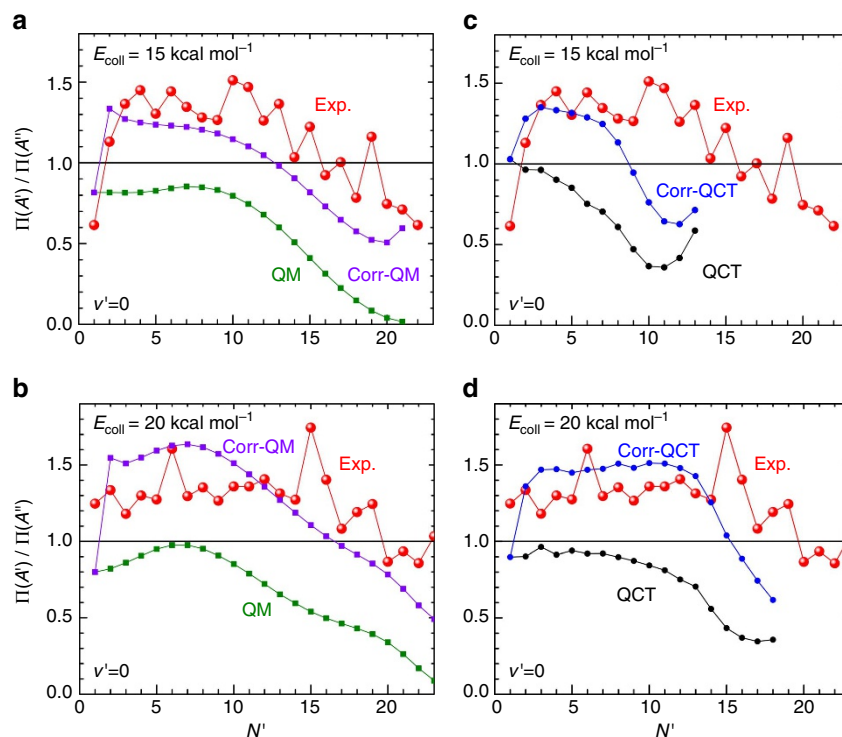 a
E_coll = 15 kcal mol⁻¹
Exp.
Corr-QM
QM
v'=0
Π(A') / Π(A")
0.0
0.5
1.0
1.5
0 5 10 15 20
c
E_coll = 15 kcal mol⁻¹
Exp.
Corr-QCT
QCT
v'=0
0.0
0.5
1.0
1.5
0 5 10 15 20
b
E_coll = 20 kcal mol⁻¹
Corr-QM
Exp.
QM
v'=0
Π(A') / Π(A")
0.0
0.5
1.0
1.5
0 5 10 15 20
N'
d
E_coll = 20 kcal mol⁻¹
Corr-QCT
Exp.
QCT
v'=0
0.0
0.5
1.0
1.5
0 5 10 15 20
N'